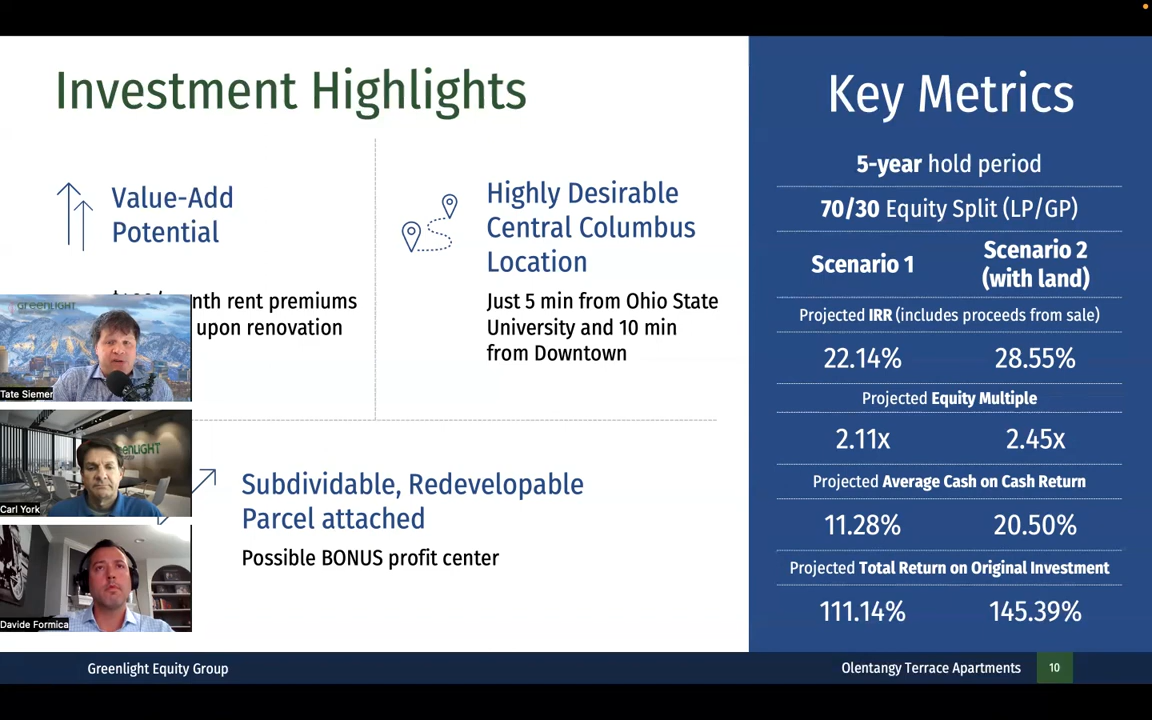 Investment Highlights
Value-Add
Potential
nth rent premiums
upon renovation
Highly Desirable
Central Columbus
Location
Just 5 min from Ohio State
University and 10 min
from Downtown
Subdividable, Redevelopable
Parcel attached
Possible BONUS profit center
greenlight
Tate Siemer
GREENLIGHT
Carl York
Davide Formica
Key Metrics
5-year hold period
70/30 Equity Split (LP/GP)
Scenario 1
Scenario 2
(with land)
Projected IRR (includes proceeds from sale)
22.14% 28.55%
Projected Equity Multiple
2.11x 2.45x
Projected Average Cash on Cash Return
11.28% 20.50%
Projected Total Return on Original Investment
111.14% 145.39%
Greenlight Equity Group
Olentangy Terrace Apartments 10